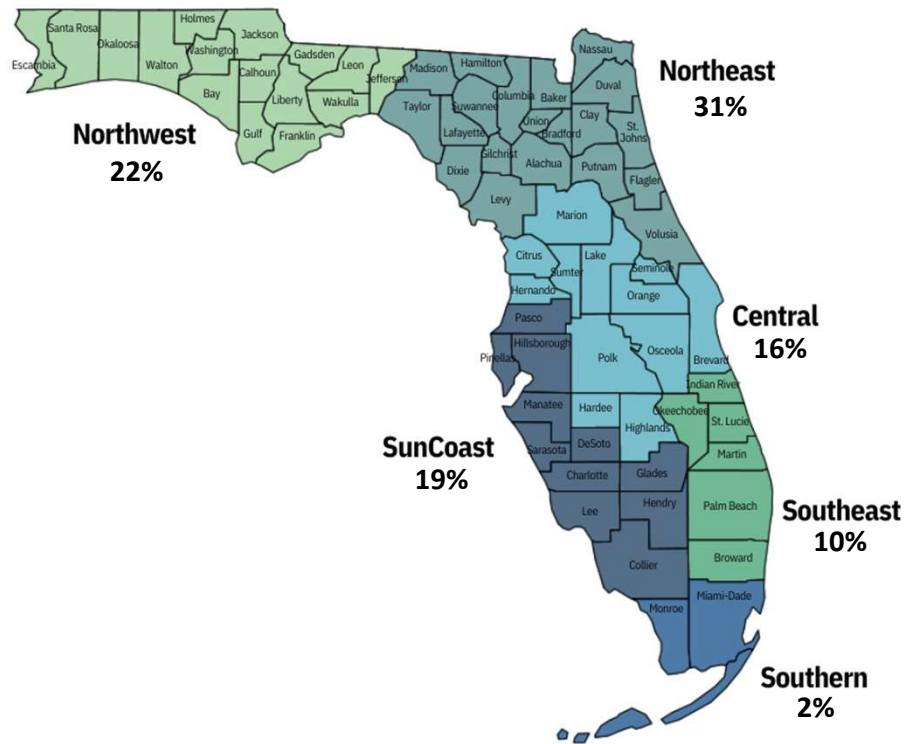 Holmes
Santa Rosa
Okaloosa
Escambia
Walton
Washington
Jackson
Bay
Calhoun
Gulf
Liberty
Franklin
Gadsden
Leon
Wakulla
Jefferson
Northwest
22%
Madison
Hamilton
Taylor
Suwannee
Columbia
Lafayette
Dixie
Gilchrist
Levy
Baker
Union
Bradford
Alachua
Nassau
Duval
Clay
St.
Johns
Putnam
Flagler
Volusia
Northeast
31%
Marion
Citrus
Sumter
Lake
Seminole
Hernando
Orange
Polk
Osceola
Brevard
Hardee
Highlands
Central
16%
Pasco
Pinellas
Hillsborough
Manatee
Sarasota
DeSoto
Charlotte
Glades
Lee
Hendry
Collier
SunCoast
19%
Indian River
Okeechobee
St. Lucie
Martin
Palm Beach
Broward
Southeast
10%
Monroe
Miami-Dade
Southern
2%